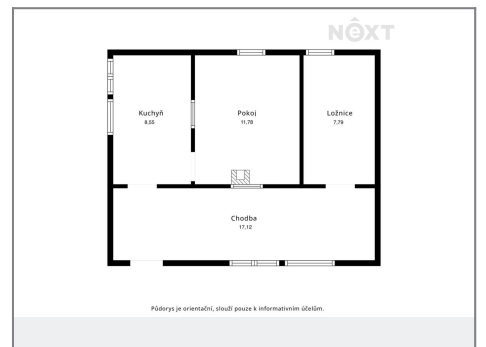 NÊXT
Kuchyň
8,55
Pokoj
11,78
Ložnice
7,79
Chodba
17,12
Půdorys je orientační, slouží pouze k informativním účelům.